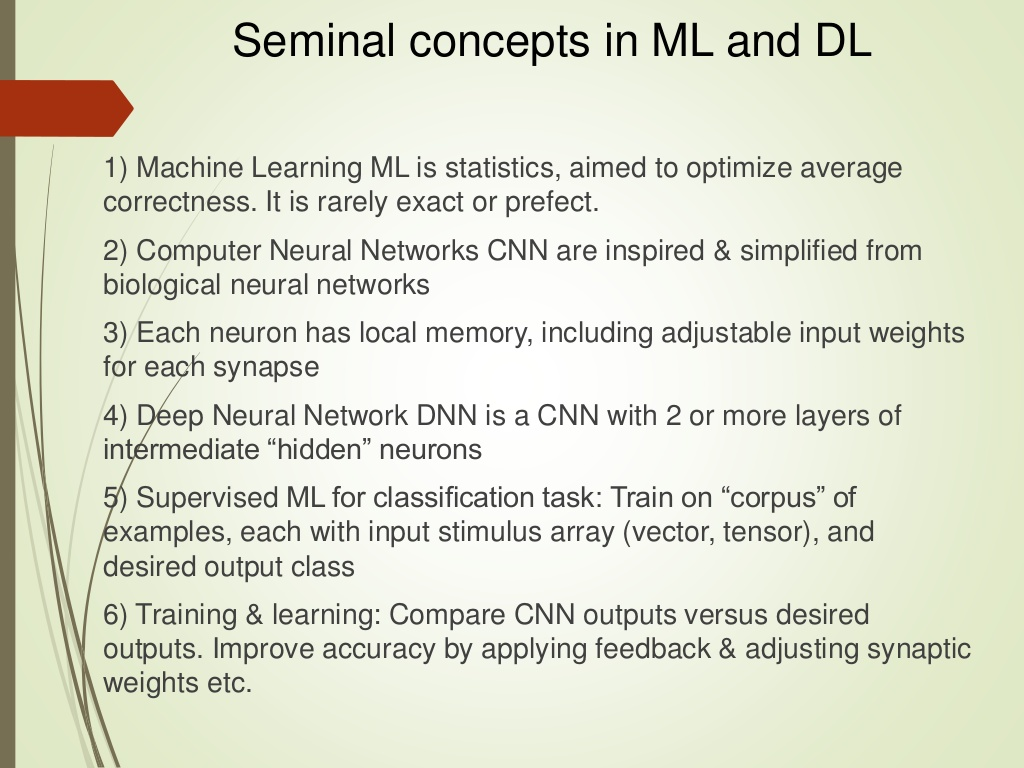 Seminal concepts in ML and DL
1) Machine Learning ML is statistics, aimed to optimize average
correctness. It is rarely exact or prefect.
2) Computer Neural Networks CNN are inspired & simplified from
biological neural networks
3) Each neuron has local memory, including adjustable input weights
for each synapse
4) Deep Neural Network DNN is a CNN with 2 or more layers of
intermediate “hidden” neurons
5) Supervised ML for classification task: Train on “corpus” of
examples, each with input stimulus array (vector, tensor), and
desired output class
6) Training & learning: Compare CNN outputs versus desired
outputs. Improve accuracy by applying feedback & adjusting synaptic
weights etc.